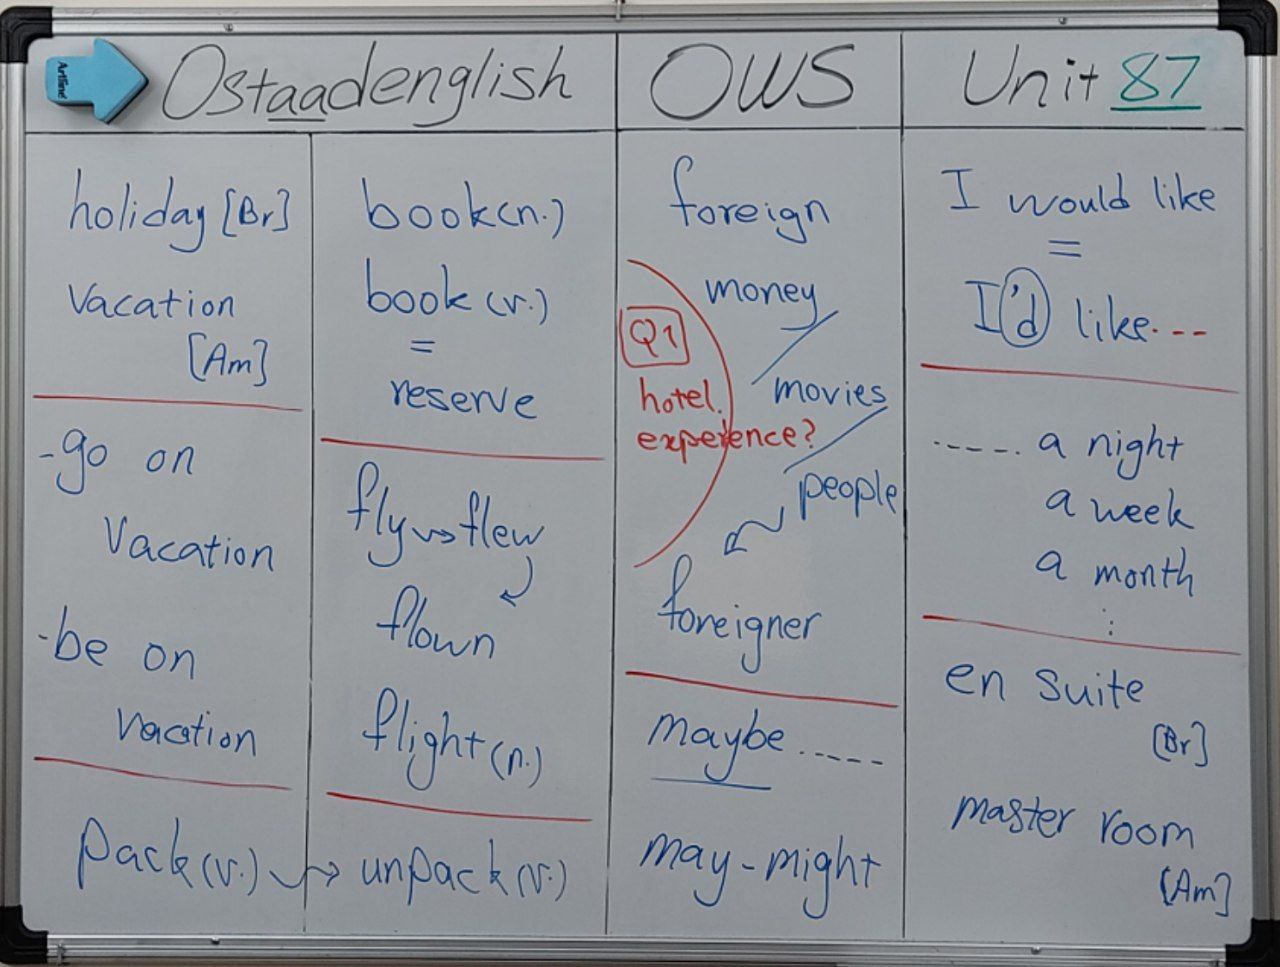 Artline
Ostaadenglish
OWS
Unit 87
holiday [Br]
vacation
[Am]
-go on
vacation
-be on
vacation
pack (v.)
book (n.)
book (v.)
=
reserve
fly flew
flown
flight (n.)
unpack (v.)
foreign
money
movies
people
Q1
hotel.
experience?
foreigner
maybe .----
may - might
I would like
=
I'd like. --
----. a night
a week
a month
:
en suite
[Br]
master room
[Am]